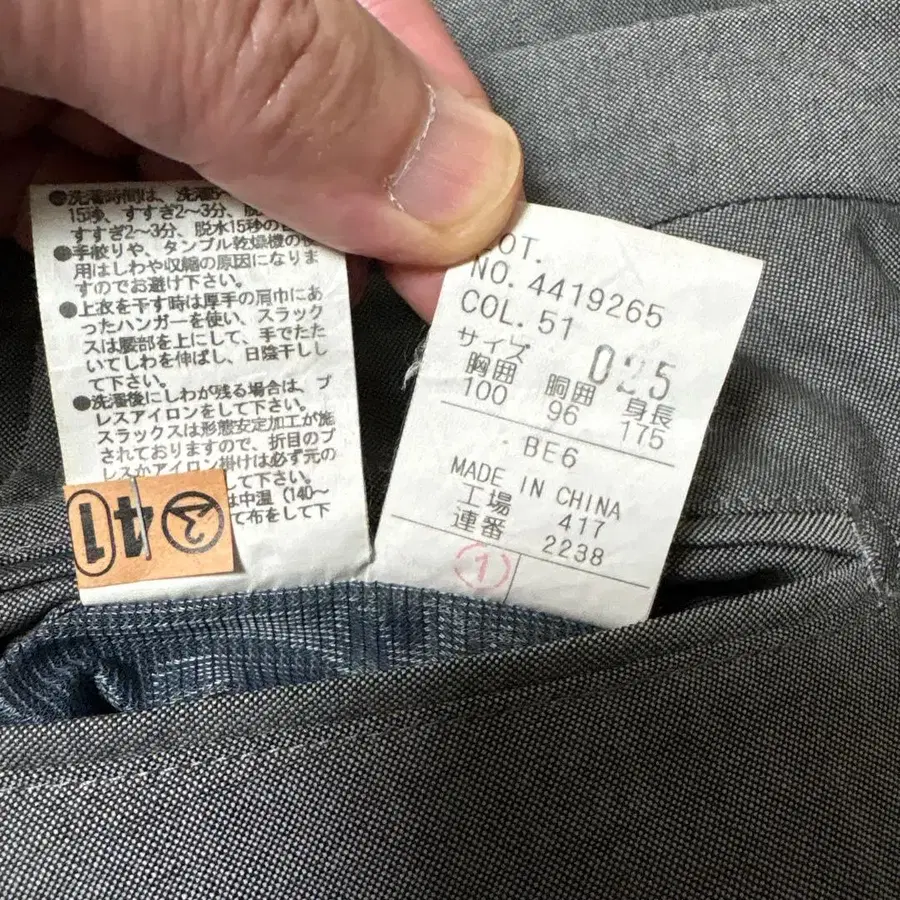 ●洗濯時間は、洗濯
15秒、すすぎ2〜3分、脱
すすぎ2〜3分、脱水15秒の
●手絞りや、タンブル乾燥機の使
用はしわや収縮の原因になりま
すのでお避け下さい。
●上衣を干す時は厚手の肩巾にあ
ったハンガーを使い、スラック
スは腰部を上にして、手でたた
いてしわを伸ばし、日陰干しし
て下さい。
●洗濯後にしわが残る場合は、プ
レスアイロンをして下さい。
スラックスは形態安定加工が施
されておりますので、折目のプ
レスかアイロン掛けは必ず元の
して下さい。
は中温（140〜
て布をして下
3
41
OT.
NO. 4419265
COL. 51
サイズ 025
胸囲 胴囲 身長
100 96 175
BE6
MADE IN CHINA
工場 417
連番 2238
1